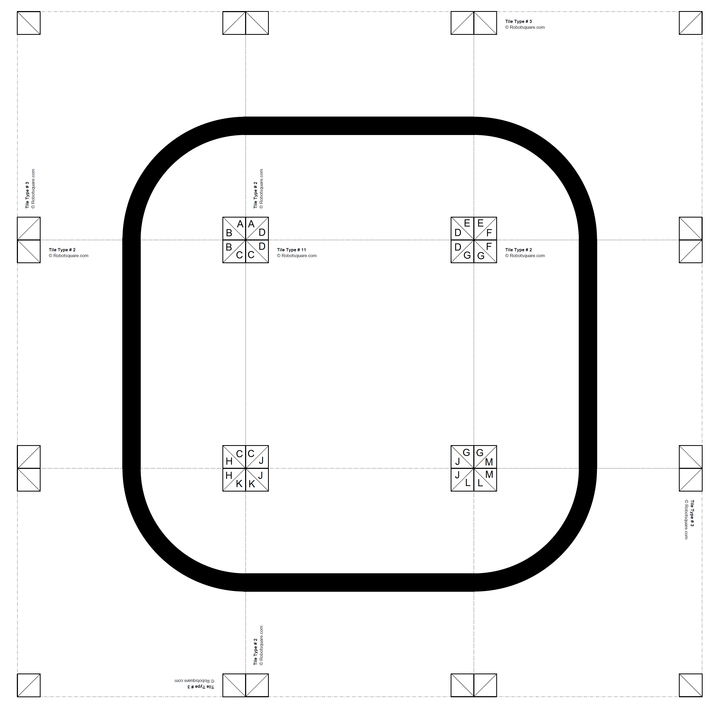 Tile Type # 3
© Robotsquare.com
Tile Type # 3
© Robotsquare.com
Tile Type # 2
© Robotsquare.com
A A
B D
B D
C C
E E
D F
D F
G G
Tile Type # 2
© Robotsquare.com
Tile Type # 11
© Robotsquare.com
Tile Type # 2
© Robotsquare.com
C C
H J
H J
K K
G G
J M
J M
L L
Tile Type # 3
© Robotsquare.com
Tile Type # 2
© Robotsquare.com
Tile Type # 3
© Robotsquare.com